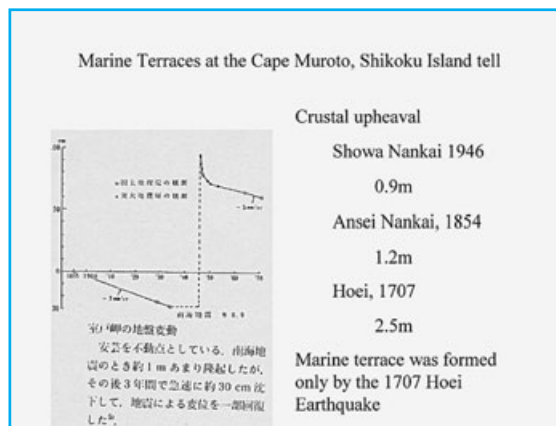 Marine Terraces at the Cape Muroto, Shikoku Island tell
Crustal upheaval
Showa Nankai 1946
0.9m
Ansei Nankai, 1854
1.2m
Hoei, 1707
2.5m
Marine terrace was formed
only by the 1707 Hoei
Earthquake
南海地震
室戸岬の地盤変動
安芸を不動点としている．南海地
震のとき約1mあまり隆起したが，
その後3年間で急速に約30cm沈
下して，地震による変位を一部回復
した